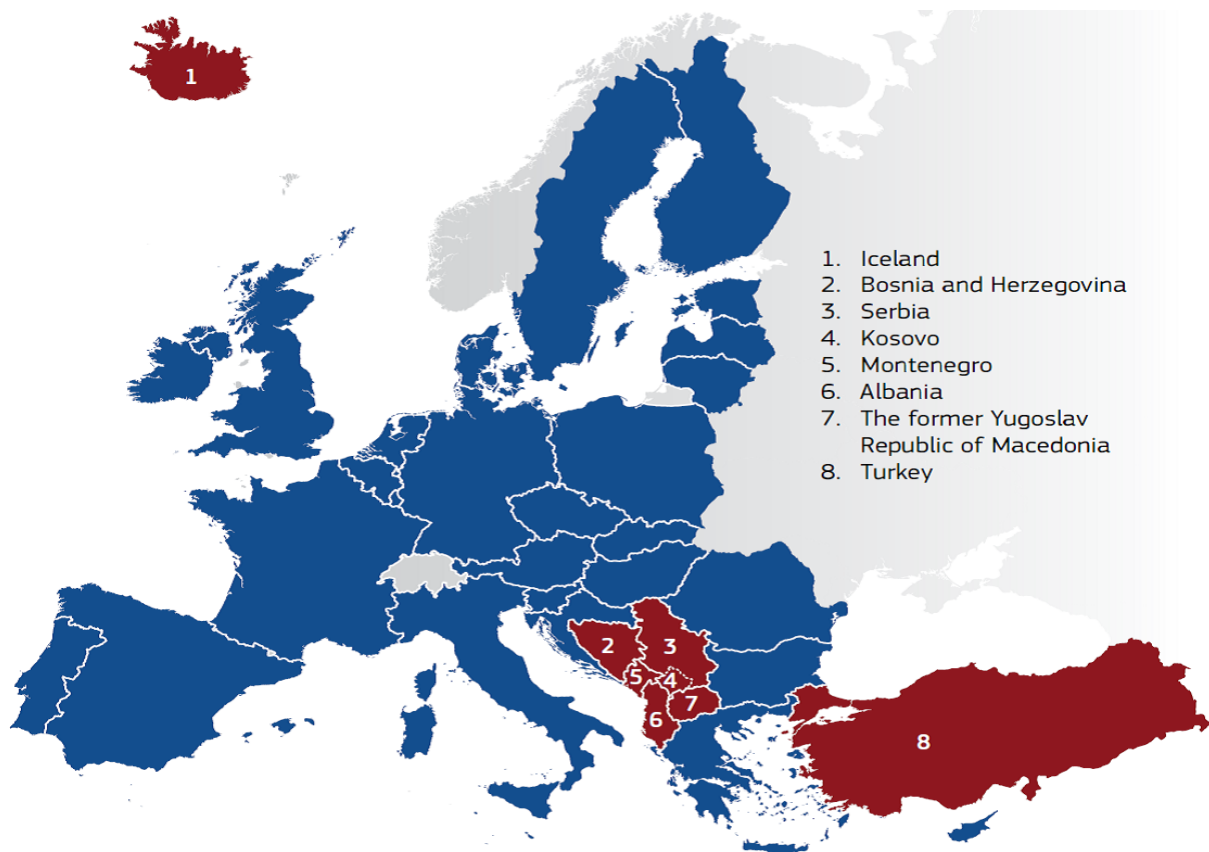 1
1. Iceland
2. Bosnia and Herzegovina
3. Serbia
4. Kosovo
5. Montenegro
6. Albania
7. The former Yugoslav
Republic of Macedonia
8. Turkey
2
3
5
4
7
6
8